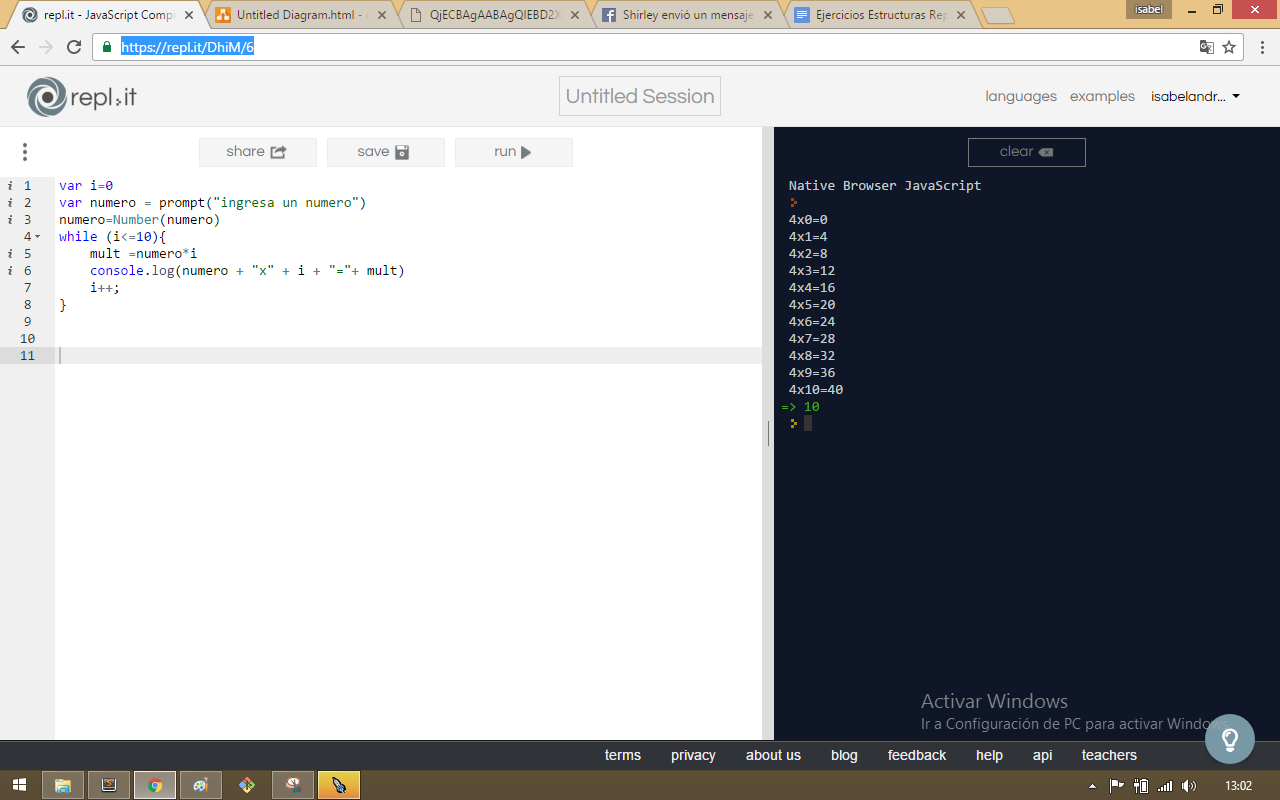 repl.it - JavaScript Comp
Untitled Diagram.html -
QjECBAgAABAgQIEBD2X
Shirley envió un mensaje
Ejercicios Estructuras Rep
isabel
https://repl.it/DhiM/6
repl.it
Untitled Session
languages examples isabelandr...
share save run
clear
1 var i=0
2 var numero = prompt("ingresa un numero")
3 numero=Number(numero)
4 while (i<=10){
5 mult =numero*i
6 console.log(numero + "x" + i + "="+ mult)
7 i++;
8 }
9
10
11
Native Browser JavaScript
4x0=0
4x1=4
4x2=8
4x3=12
4x4=16
4x5=20
4x6=24
4x7=28
4x8=32
4x9=36
4x10=40
=> 10
Activar Windows
Ir a Configuración de PC para activar Windows.
terms privacy about us blog feedback help api teachers
13:02